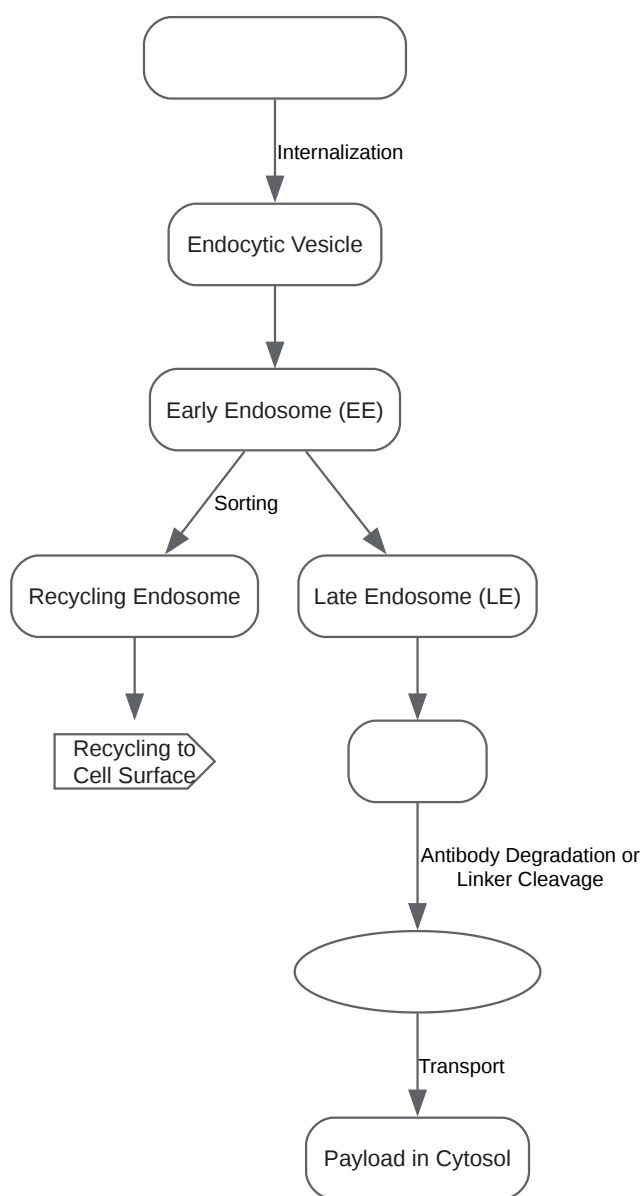 Internalization
Endocytic Vesicle
Early Endosome (EE)
Sorting
Recycling Endosome
Late Endosome (LE)
Recycling to
Cell Surface
Antibody Degradation or
Linker Cleavage
Transport
Payload in Cytosol